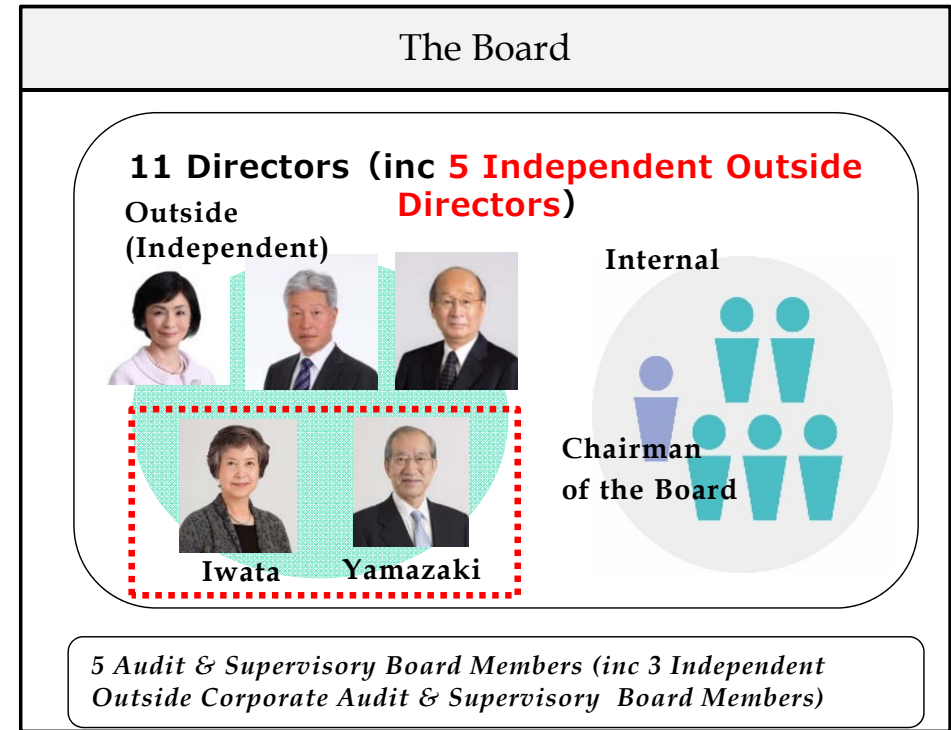 The Board
11 Directors（inc 5 Independent Outside
Directors）
Outside
(Independent)
Internal
Chairman
of the Board
Iwata
Yamazaki
5 Audit & Supervisory Board Members (inc 3 Independent
Outside Corporate Audit & Supervisory Board Members)